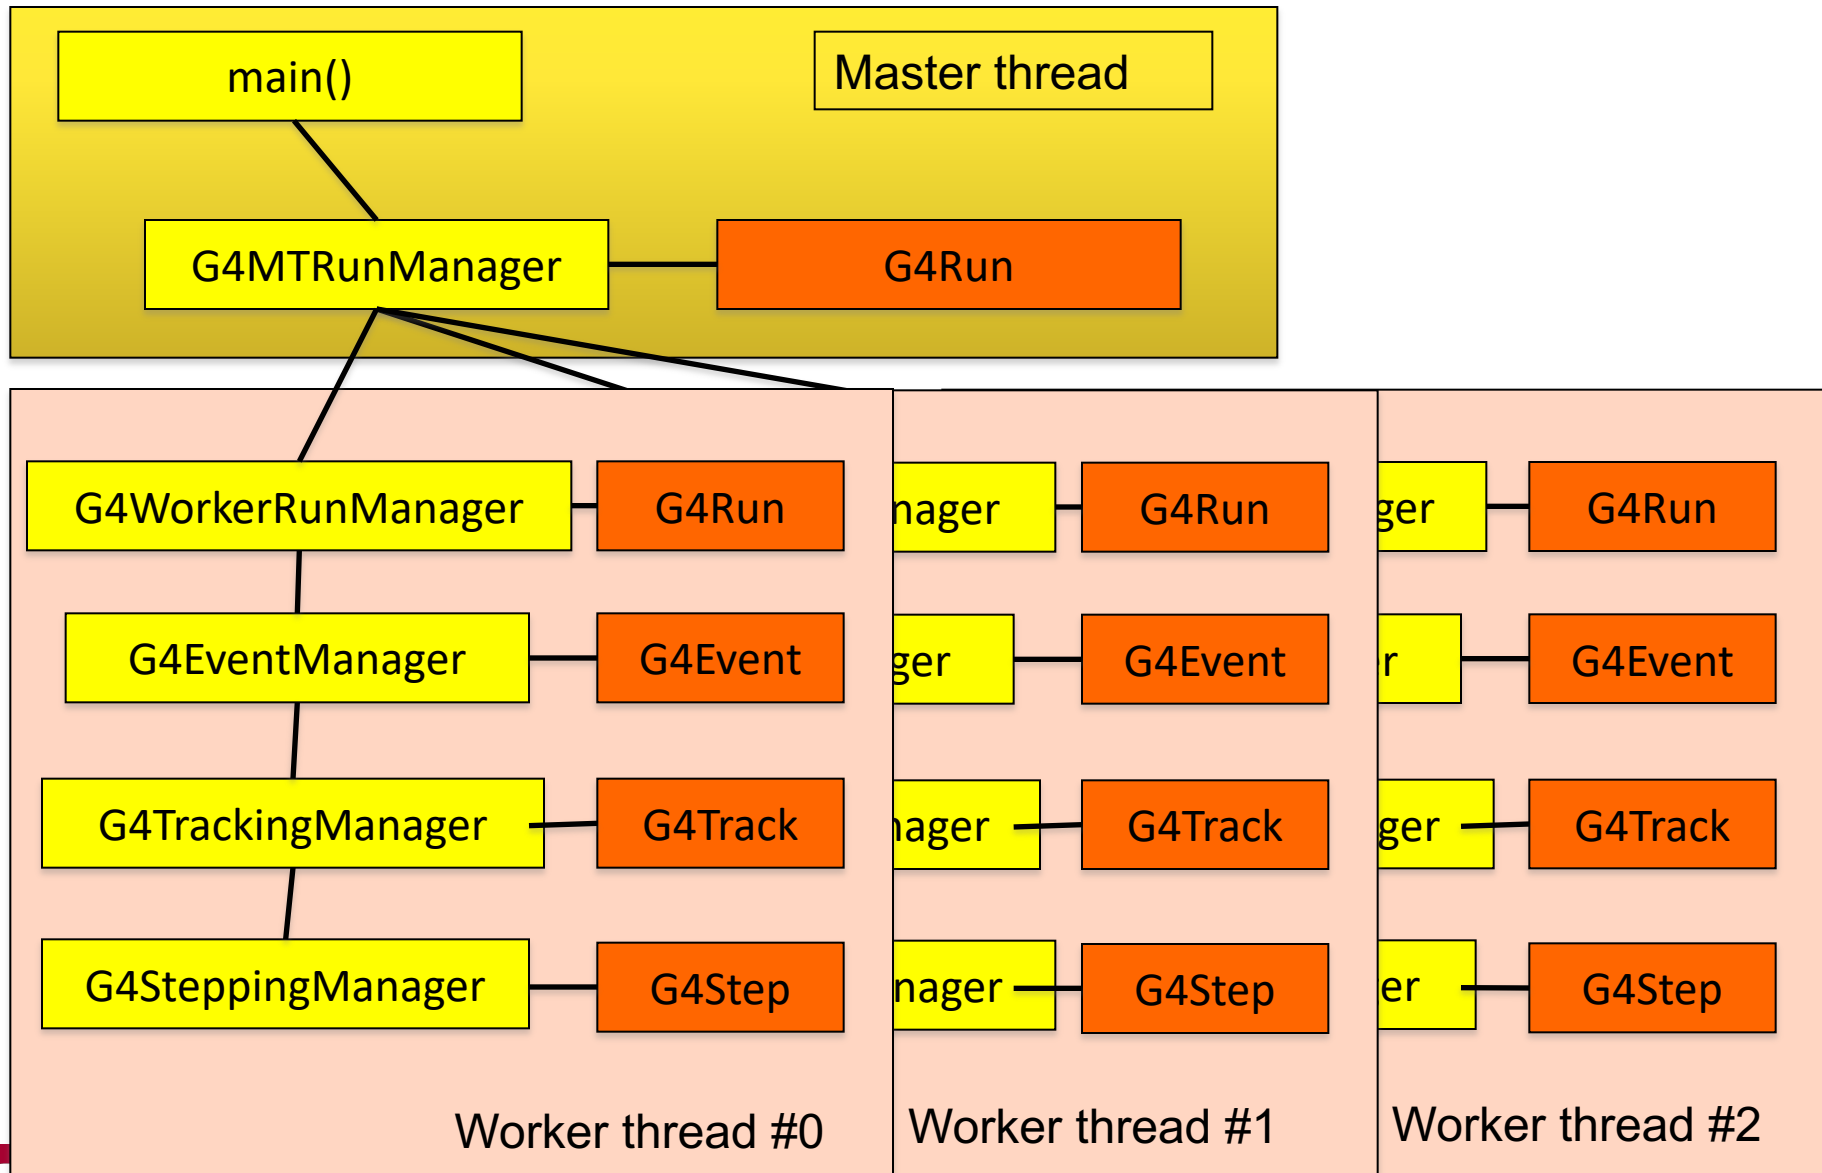 main()
Master thread
G4MTRunManager
G4Run
G4WorkerRunManager
G4Run
nager
G4Run
ger
G4Run
G4EventManager
G4Event
ger
G4Event
r
G4Event
G4TrackingManager
G4Track
nager
G4Track
ger
G4Track
G4SteppingManager
G4Step
nager
G4Step
er
G4Step
Worker thread #0
Worker thread #1
Worker thread #2